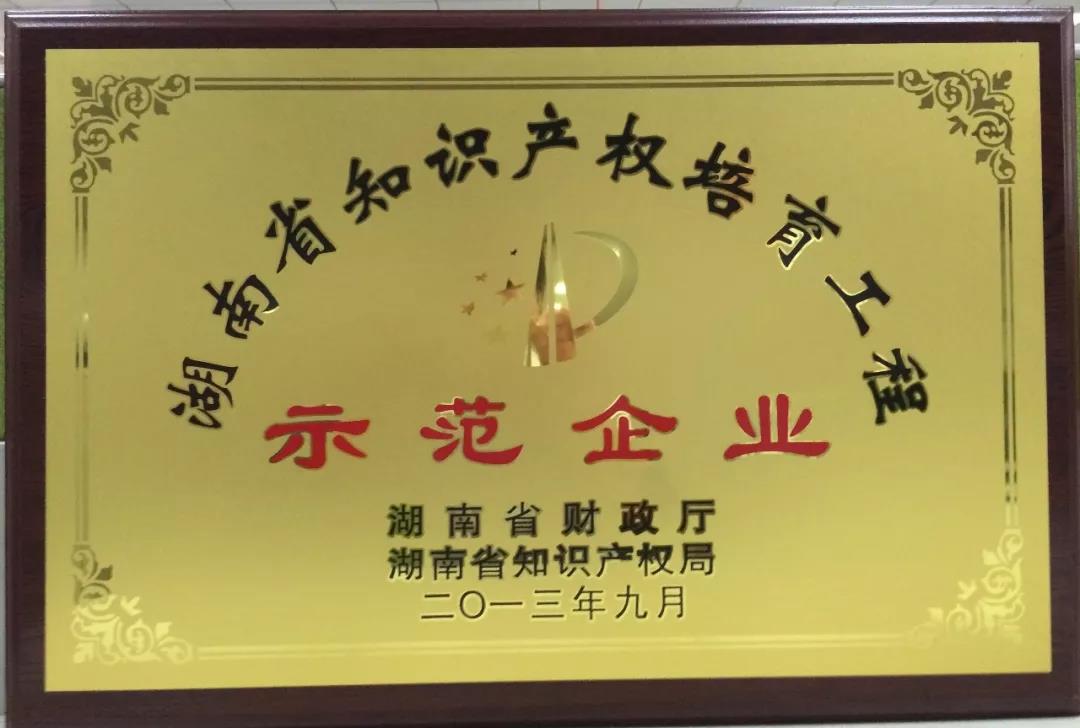 湖南省知识产权培育工程
示范企业
湖南省财政厅
湖南省知识产权局
二〇一三年九月